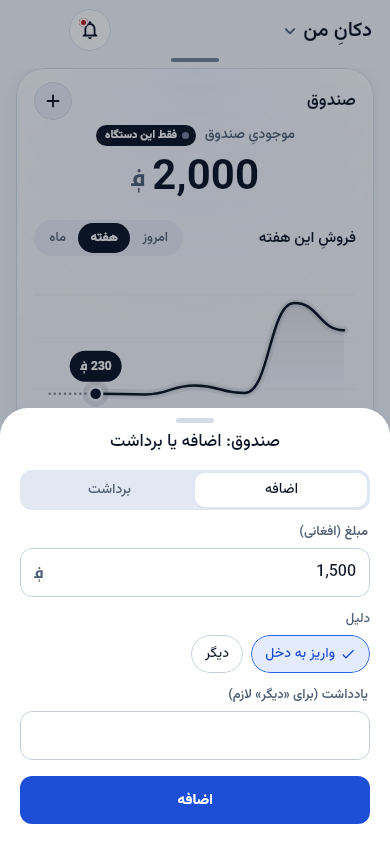 دکانِ من
صندوق
موجودیِ صندوق
فقط این دستگاه
2,000 ؋
فروشِ این هفته
امروز
هفته
ماه
230 ؋
صندوق: اضافه یا برداشت
اضافه
برداشت
مبلغ (افغانی)
1,500
؋
دلیل
واریز به دخل
دیگر
یادداشت (برای «دیگر» لازم)
اضافه